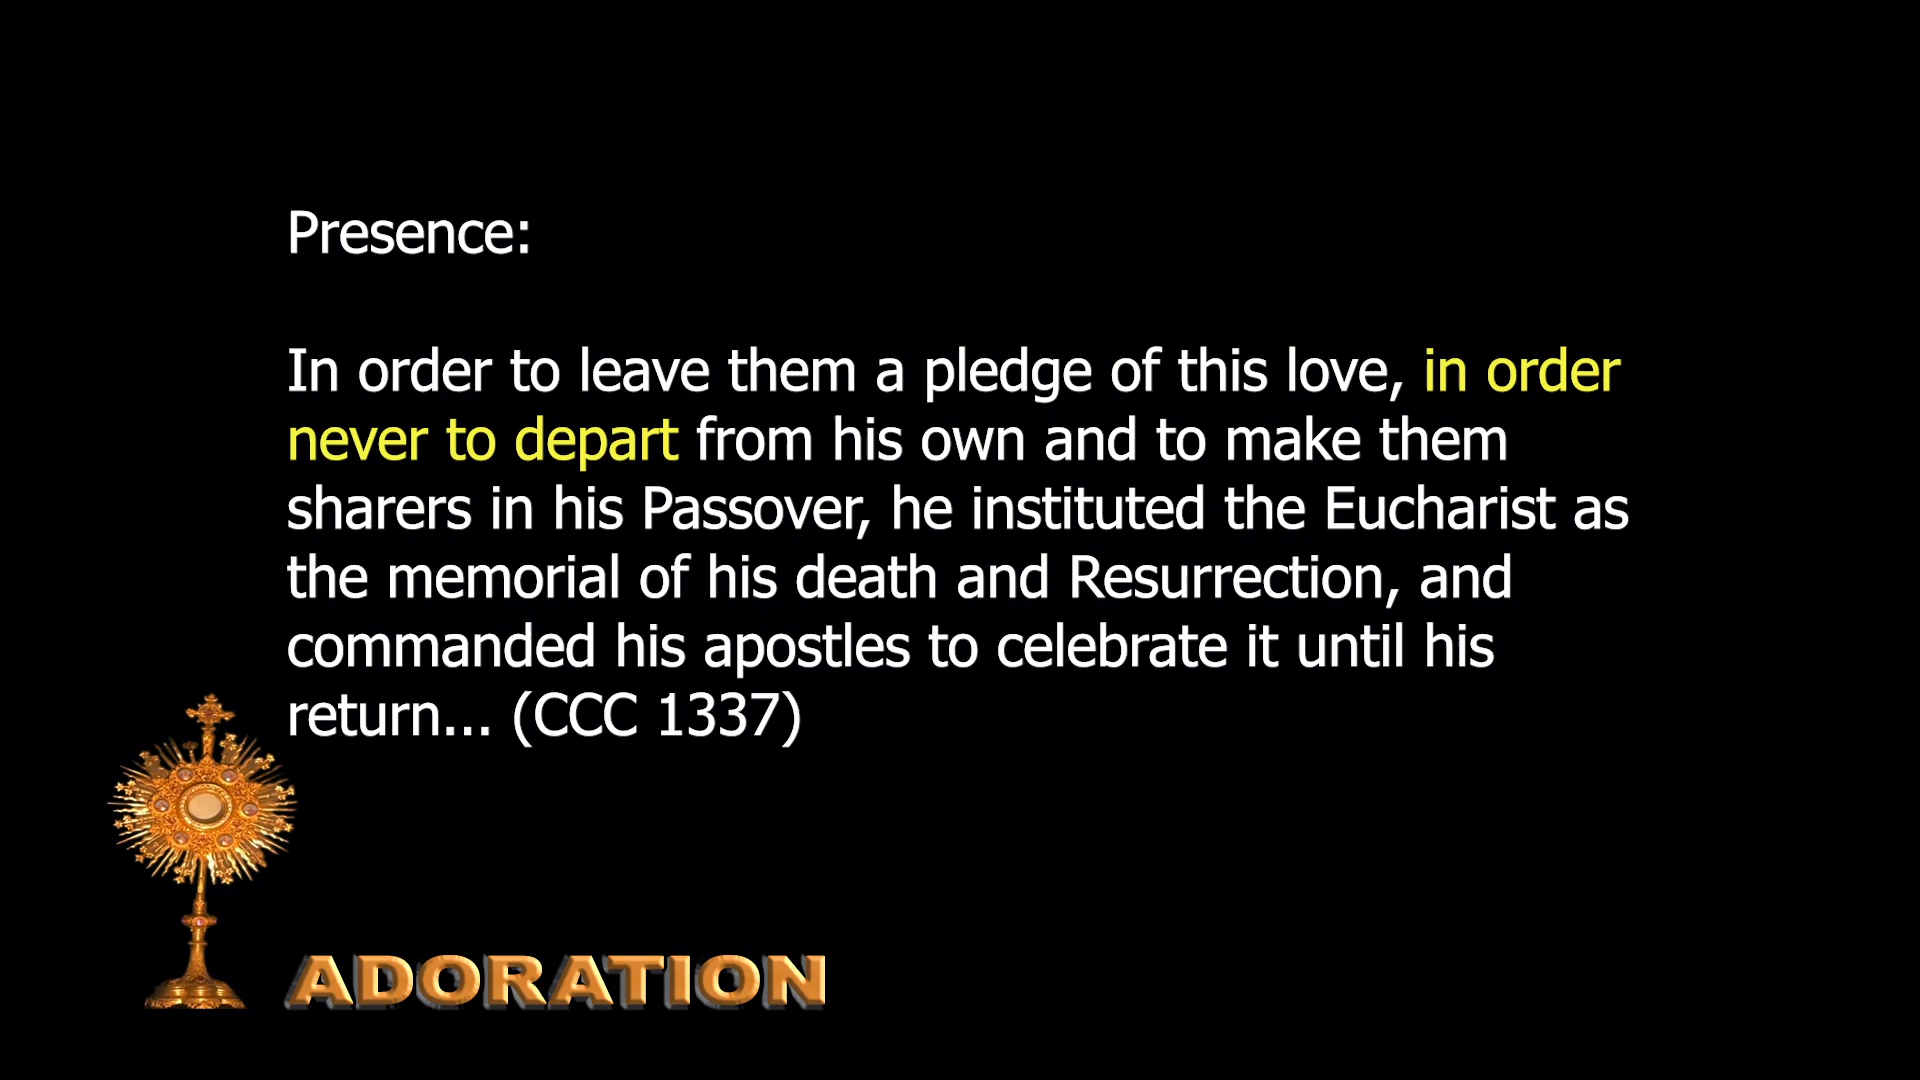 Presence:
In order to leave them a pledge of this love, in order
never to depart from his own and to make them
sharers in his Passover, he instituted the Eucharist as
the memorial of his death and Resurrection, and
commanded his apostles to celebrate it until his
return... (CCC 1337)
ADORATION